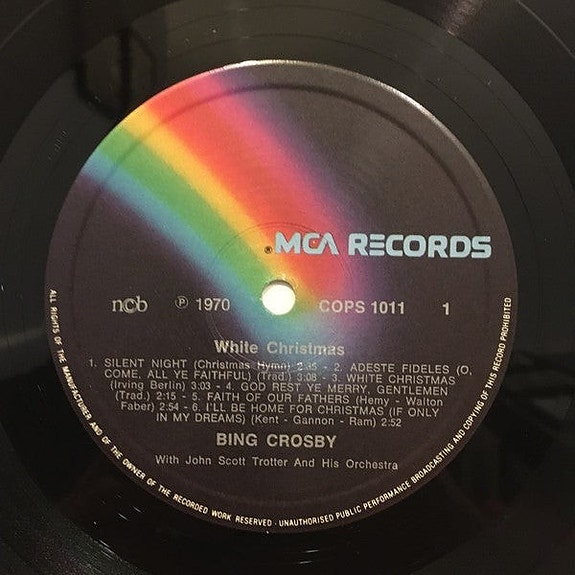 ® MCA RECORDS
ncb ℗ 1970 COPS 1011 1
White Christmas
1. SILENT NIGHT (Christmas Hymn) 2:35 - 2. ADESTE FIDELES (O,
COME, ALL YE FAITHFUL) (Trad.) 3:08 - 3. WHITE CHRISTMAS
(Irving Berlin) 3:03 - 4. GOD REST YE MERRY, GENTLEMEN
(Trad.) 2:15 - 5. FAITH OF OUR FATHERS (Hemy - Walton
Faber) 2:54 - 6. I'LL BE HOME FOR CHRISTMAS (IF ONLY
IN MY DREAMS) (Kent - Gannon - Ram) 2:52
BING CROSBY
With John Scott Trotter And His Orchestra
ALL RIGHTS OF THE MANUFACTURER AND OF THE OWNER OF THE RECORDED WORK RESERVED · UNAUTHORISED PUBLIC PERFORMANCE BROADCASTING AND COPYING OF THIS RECORD PROHIBITED